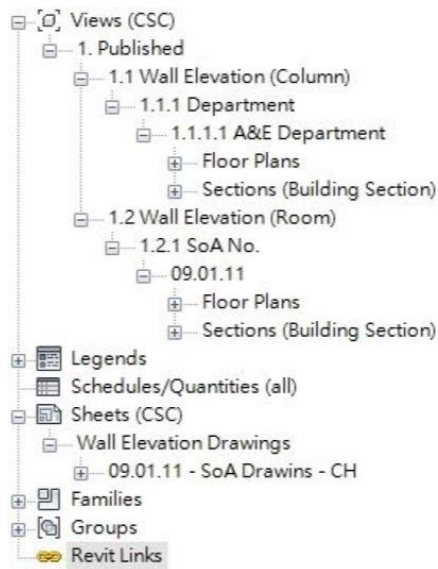 Views (CSC)
1. Published
1.1 Wall Elevation (Column)
1.1.1 Department
1.1.1.1 A&E Department
Floor Plans
Sections (Building Section)
1.2 Wall Elevation (Room)
1.2.1 SoA No.
09.01.11
Floor Plans
Sections (Building Section)
Legends
Schedules/Quantities (all)
Sheets (CSC)
Wall Elevation Drawings
09.01.11 - SoA Drawins - CH
Families
Groups
Revit Links